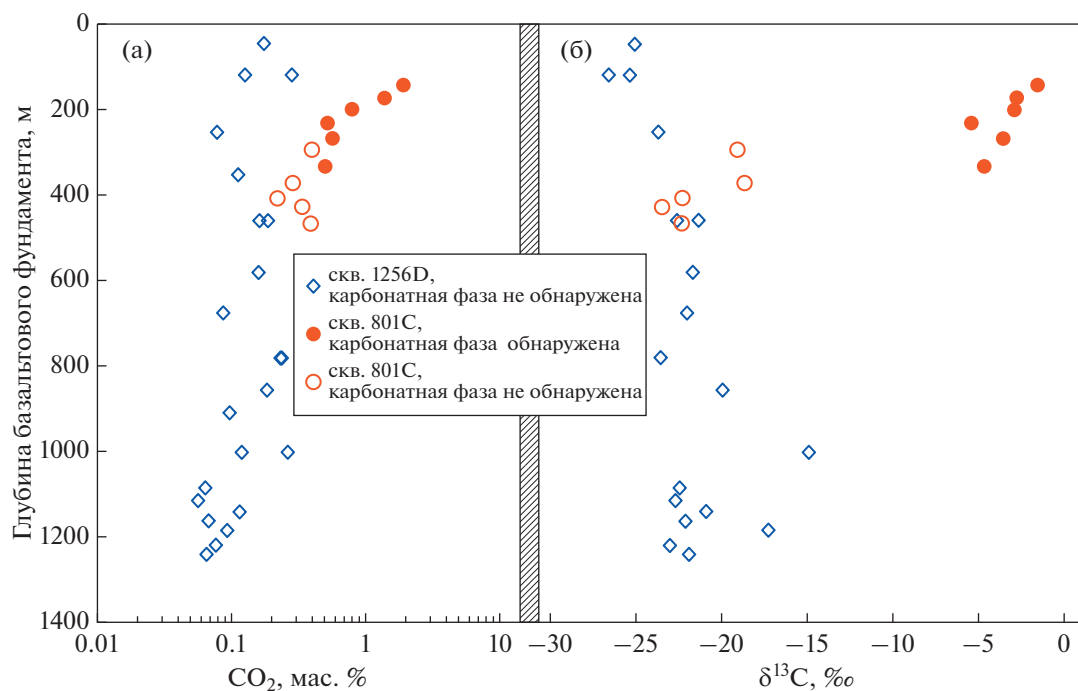 (а)
(б)
Глубина базальтового фундамента, м
0
200
400
600
800
1000
1200
1400
скв. 1256D,
карбонатная фаза не обнаружена
скв. 801C,
карбонатная фаза обнаружена
скв. 801C,
карбонатная фаза не обнаружена
0.01 0.1 1 10 −30 −25 −20 −15 −10 −5 0
CO₂, мас. % δ¹³C, ‰